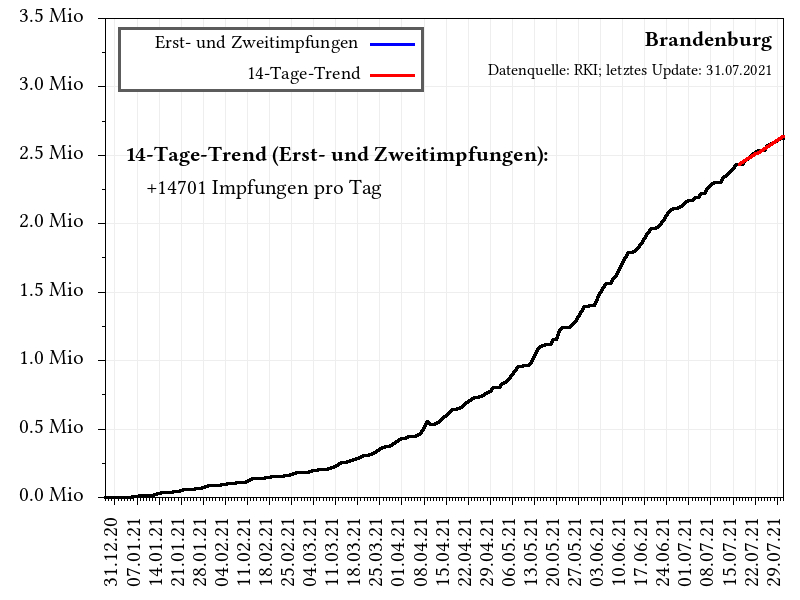 3.5 Mio
3.0 Mio
2.5 Mio
2.0 Mio
1.5 Mio
1.0 Mio
0.5 Mio
0.0 Mio
Erst- und Zweitimpfungen
14-Tage-Trend
Brandenburg
Datenquelle: RKI; letztes Update: 31.07.2021
14-Tage-Trend (Erst- und Zweitimpfungen):
+14701 Impfungen pro Tag
31.12.20
07.01.21
14.01.21
21.01.21
28.01.21
04.02.21
11.02.21
18.02.21
25.02.21
04.03.21
11.03.21
18.03.21
25.03.21
01.04.21
08.04.21
15.04.21
22.04.21
29.04.21
06.05.21
13.05.21
20.05.21
27.05.21
03.06.21
10.06.21
17.06.21
24.06.21
01.07.21
08.07.21
15.07.21
22.07.21
29.07.21